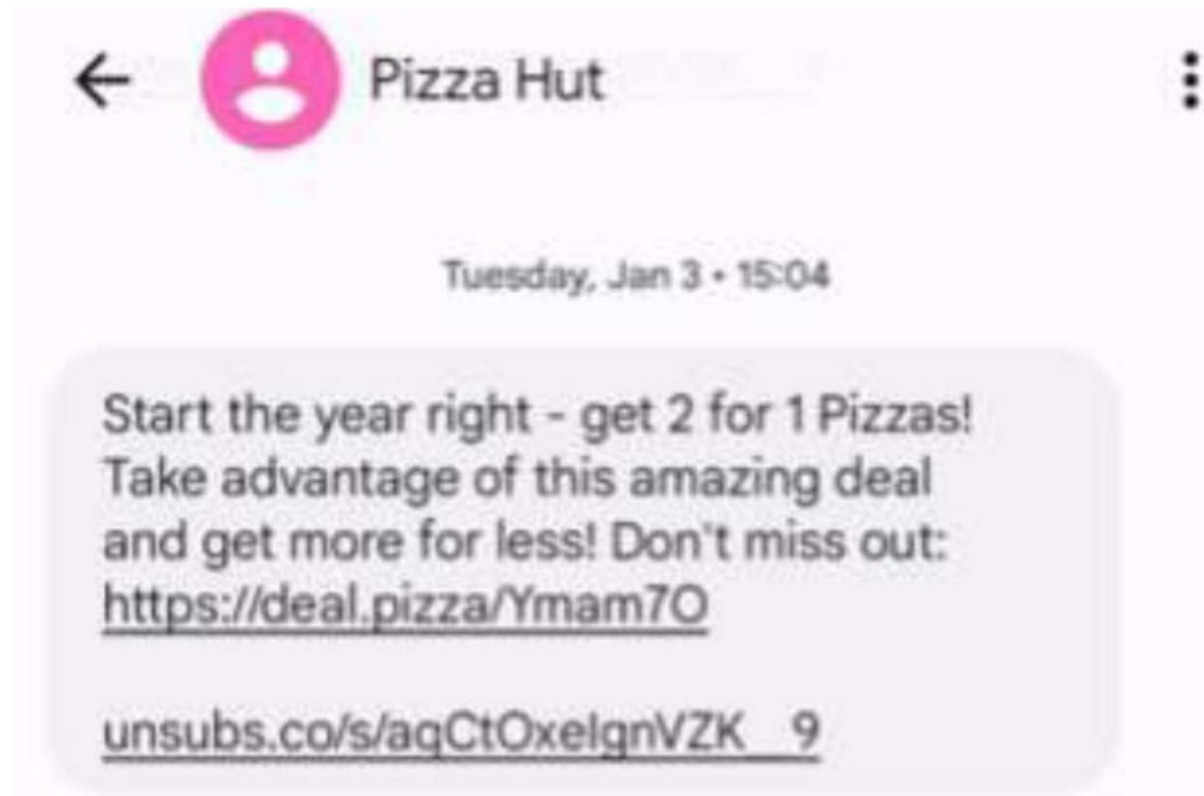 Pizza Hut
Tuesday, Jan 3 • 15:04
Start the year right - get 2 for 1 Pizzas!
Take advantage of this amazing deal
and get more for less! Don't miss out:
https://deal.pizza/Ymam7O
unsubs.co/s/aqCtOxelgnVZK__9